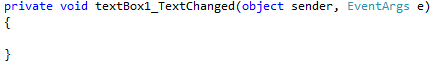 private void textBox1_TextChanged(object sender, EventArgs e)
{
}